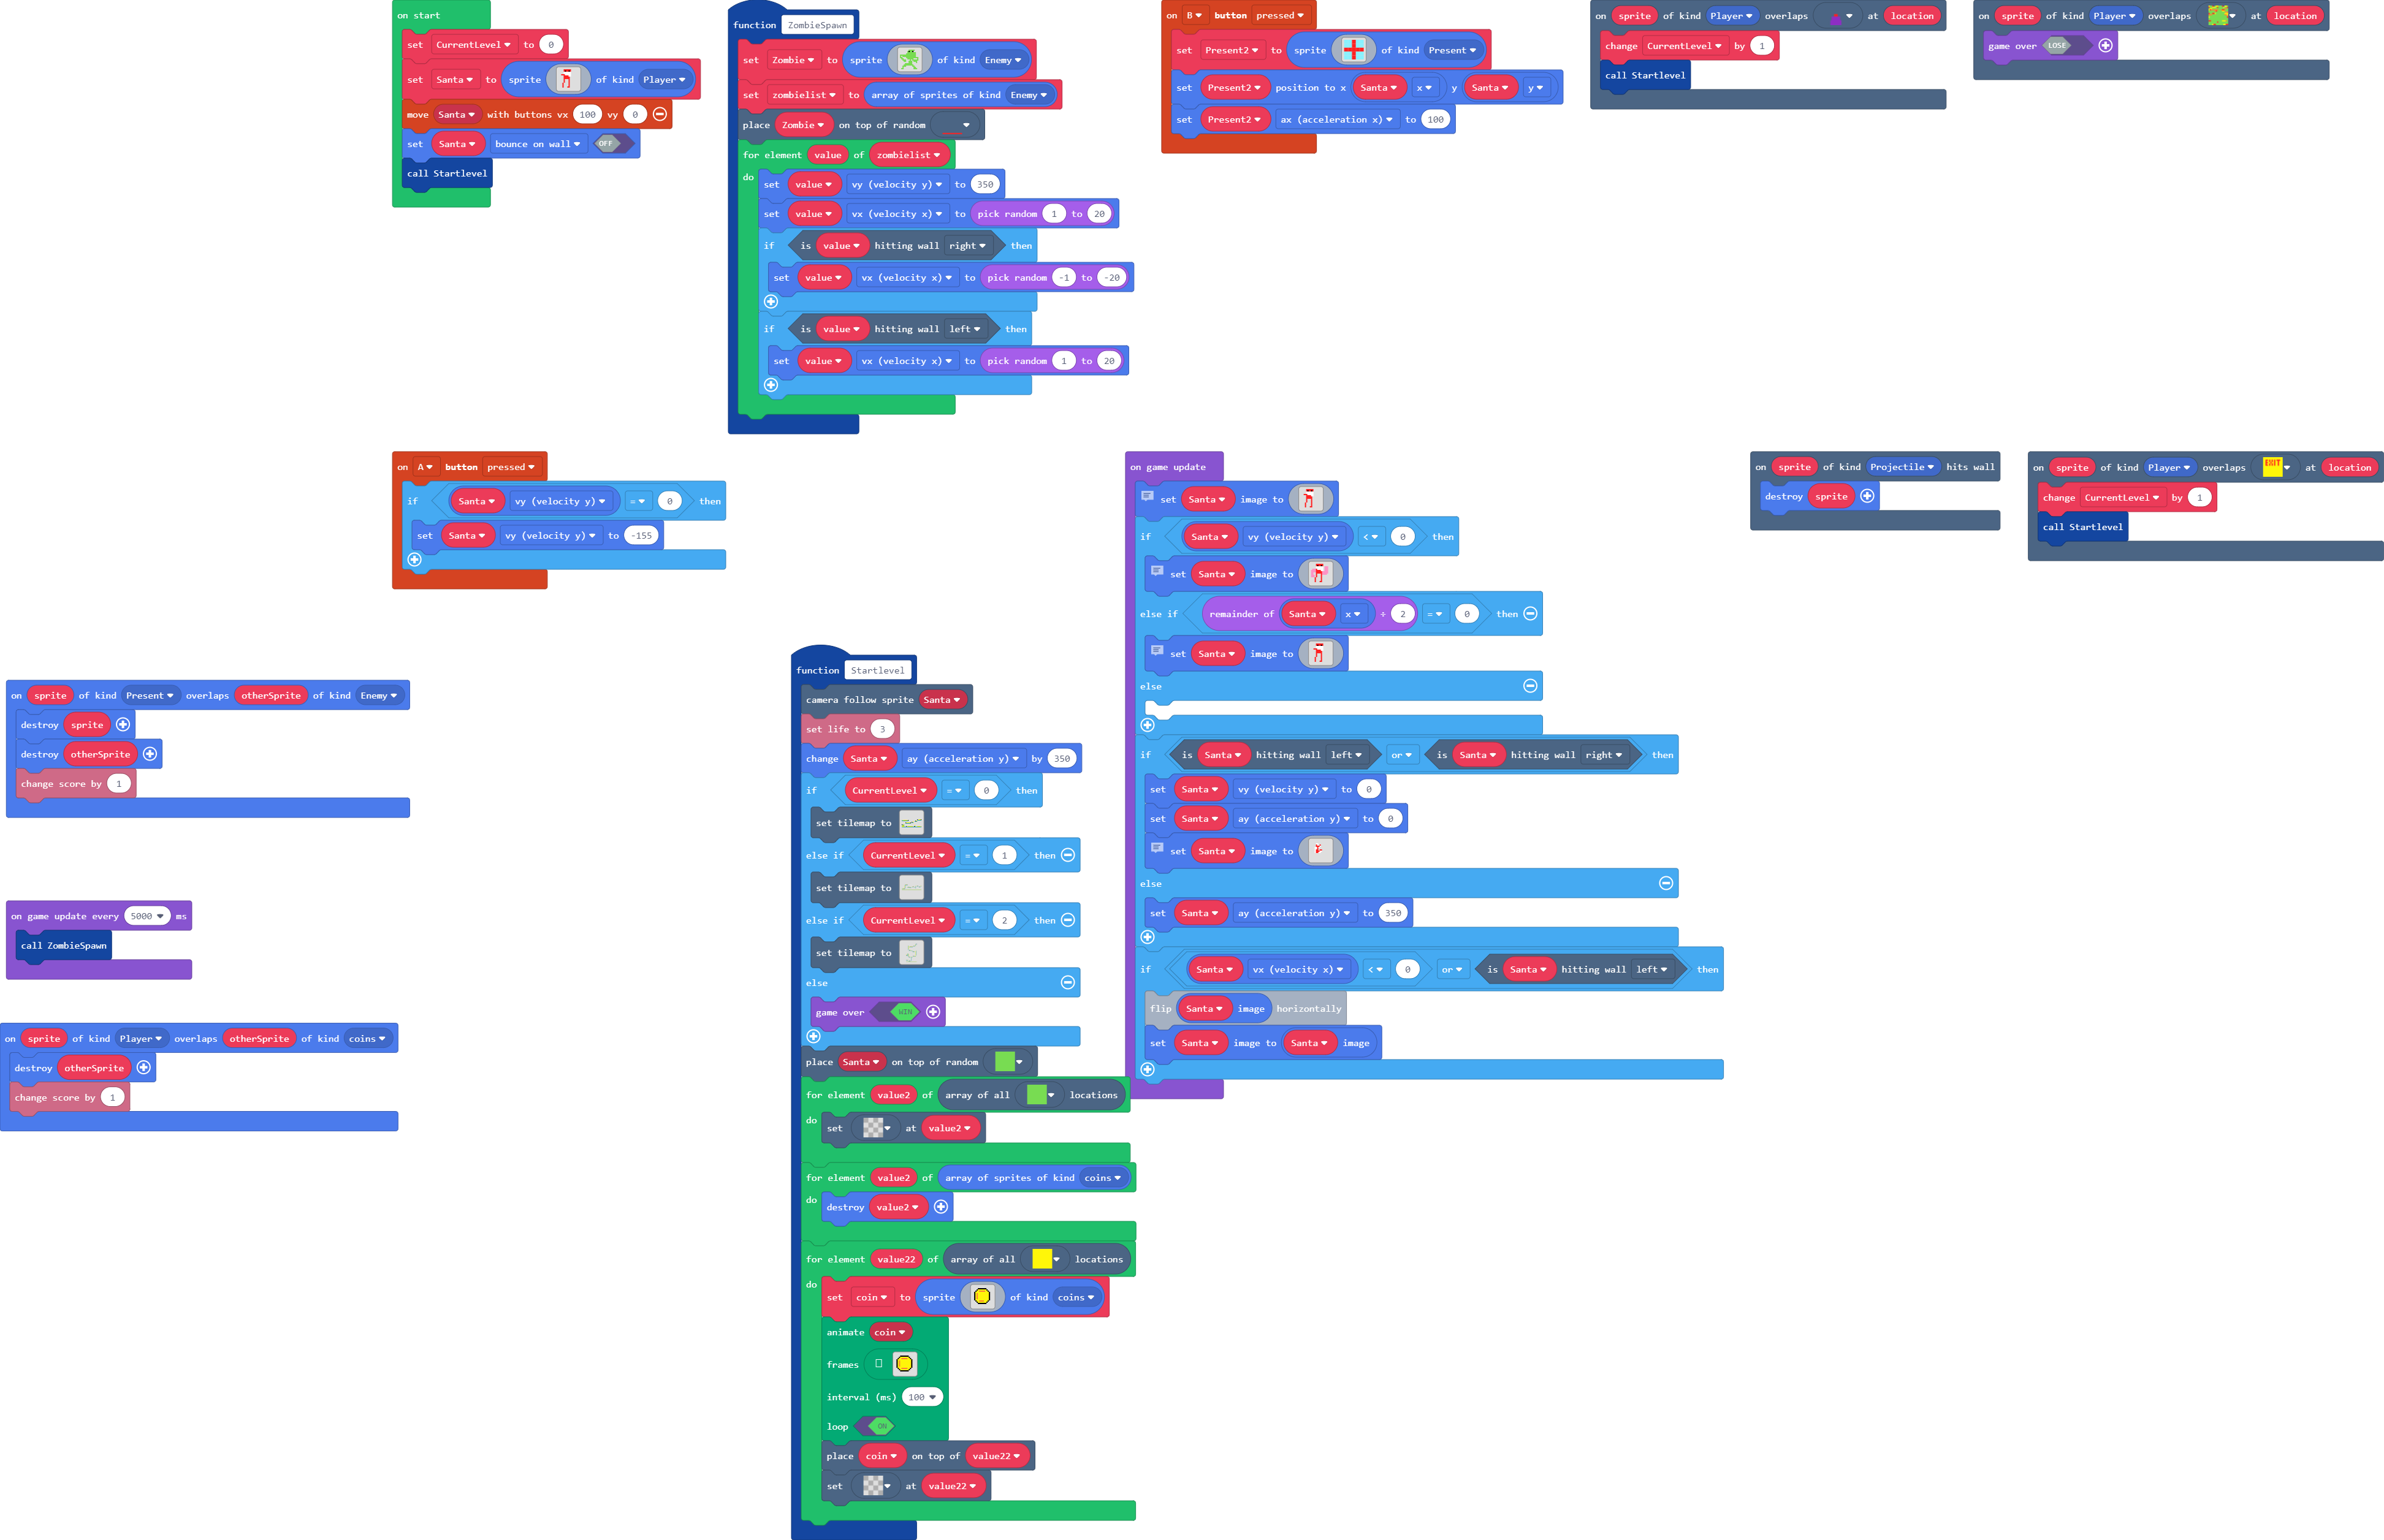 on start
set CurrentLevel to 0
set Santa to sprite of kind Player
move Santa with buttons vx 100 vy 0
set Santa bounce on wall OFF
call Startlevel
function ZombieSpawn
set Zombie to sprite of kind Enemy
set zombielist to array of sprites of kind Enemy
place Zombie on top of random
for element value of zombielist
do
set value vy (velocity y) to 350
set value vx (velocity x) to pick random 1 to 20
if is value hitting wall right then
set value vx (velocity x) to pick random -1 to -20
if is value hitting wall left then
set value vx (velocity x) to pick random 1 to 20
on B button pressed
set Present2 to sprite of kind Present
set Present2 position to x Santa x y Santa y
set Present2 ax (acceleration x) to 100
on sprite of kind Player overlaps at location
change CurrentLevel by 1
call Startlevel
on sprite of kind Player overlaps at location
game over LOSE
on A button pressed
if Santa vy (velocity y) = 0 then
set Santa vy (velocity y) to -155
on game update
set Santa image to
if Santa vy (velocity y) < 0 then
set Santa image to
else if remainder of Santa x ÷ 2 = 0 then
set Santa image to
else
if is Santa hitting wall left or is Santa hitting wall right then
set Santa vy (velocity y) to 0
set Santa ay (acceleration y) to 0
set Santa image to
else
set Santa ay (acceleration y) to 350
if Santa vx (velocity x) < 0 or is Santa hitting wall left then
flip Santa image horizontally
set Santa image to Santa image
on sprite of kind Projectile hits wall
destroy sprite
on sprite of kind Player overlaps EXIT at location
change CurrentLevel by 1
call Startlevel
on sprite of kind Present overlaps otherSprite of kind Enemy
destroy sprite
destroy otherSprite
change score by 1
on game update every 5000 ms
call ZombieSpawn
on sprite of kind Player overlaps otherSprite of kind coins
destroy otherSprite
change score by 1
function Startlevel
camera follow sprite Santa
set life to 3
change Santa ay (acceleration y) by 350
if CurrentLevel = 0 then
set tilemap to
else if CurrentLevel = 1 then
set tilemap to
else if CurrentLevel = 2 then
set tilemap to
else
game over WIN
place Santa on top of random
for element value2 of array of all locations
do
set at value2
for element value2 of array of sprites of kind coins
do
destroy value2
for element value22 of array of all locations
do
set coin to sprite of kind coins
animate coin
frames
interval (ms) 100
loop ON
place coin on top of value22
set at value22